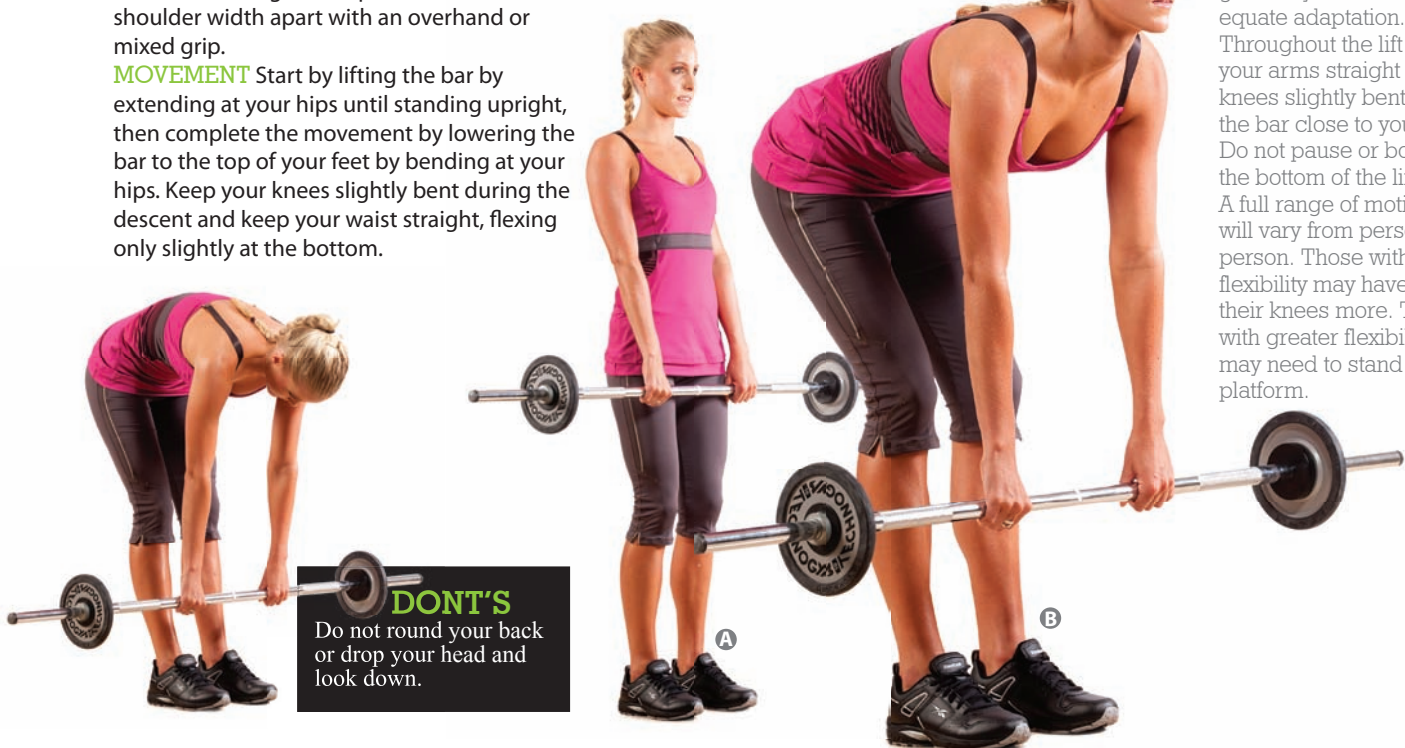 shoulder width apart with an overhand or
mixed grip.
MOVEMENT Start by lifting the bar by
extending at your hips until standing upright,
then complete the movement by lowering the
bar to the top of your feet by bending at your
hips. Keep your knees slightly bent during the
descent and keep your waist straight, flexing
only slightly at the bottom.
DONT'S
Do not round your back
or drop your head and
look down.
A
B
equate adaptation.
Throughout the lift
your arms straight
knees slightly bent
the bar close to you
Do not pause or bo
the bottom of the li
A full range of moti
will vary from perso
person. Those with
flexibility may have
their knees more. T
with greater flexibil
may need to stand
platform.
TECHNOGYM
TECHNOGYM